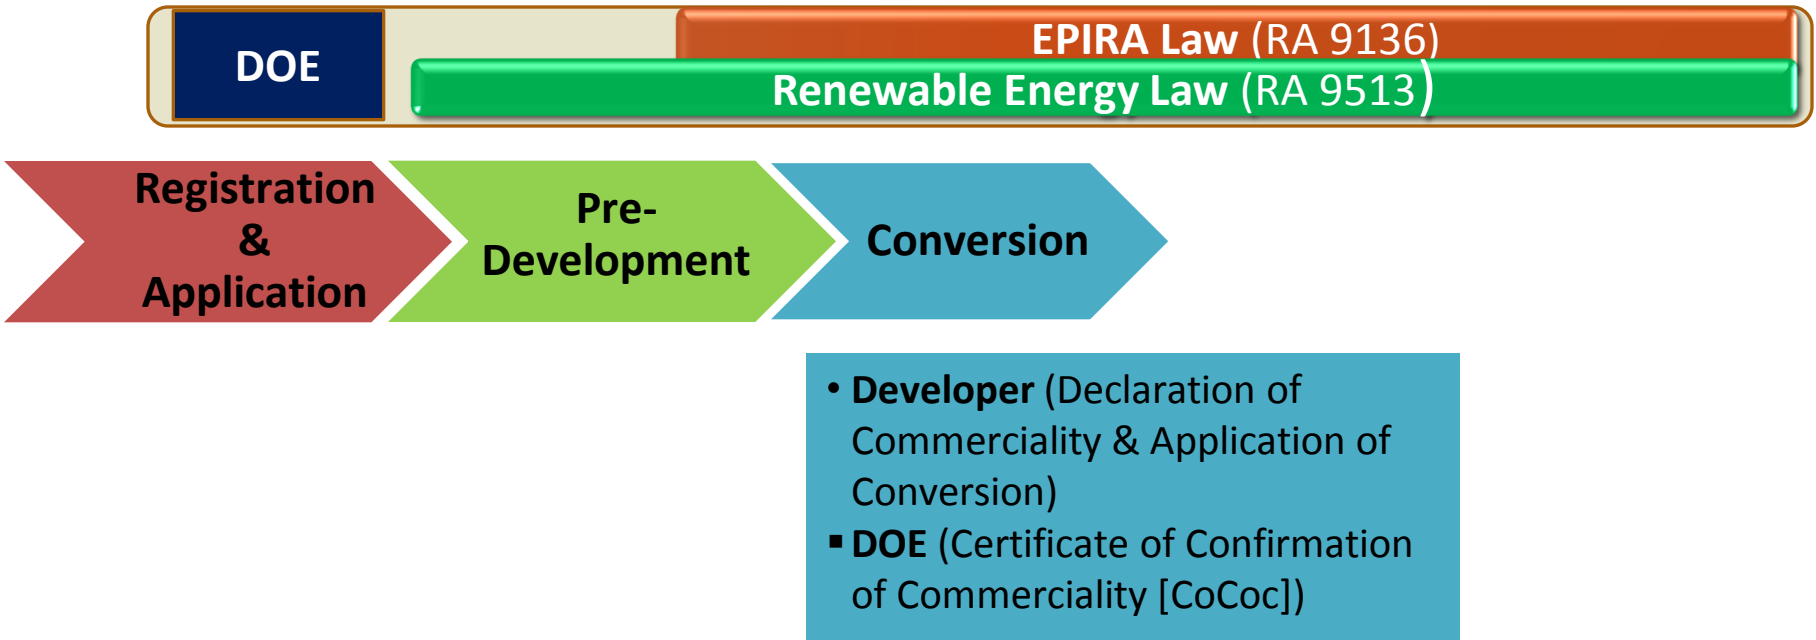 DOE
EPIRA Law (RA 9136)
Renewable Energy Law (RA 9513)
Registration
&
Application
Pre-
Development
Conversion
• Developer (Declaration of
Commerciality & Application of
Conversion)
▪ DOE (Certificate of Confirmation
of Commerciality [CoCoc])